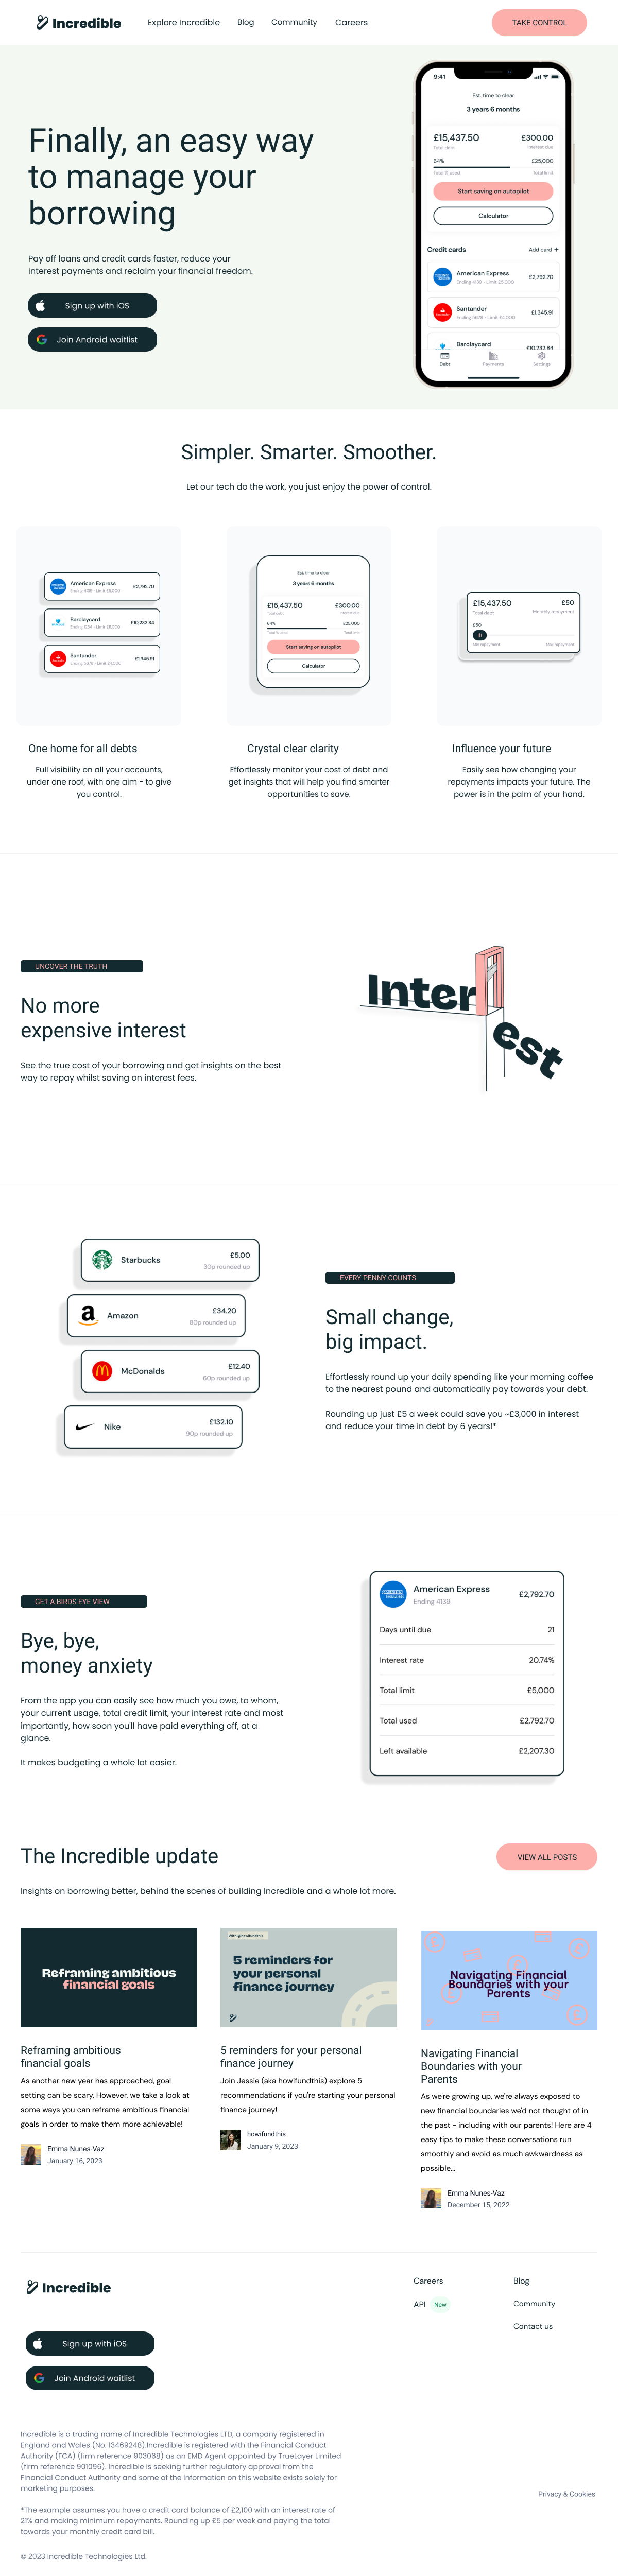 Incredible
Explore Incredible
Blog
Community
Careers
TAKE CONTROL
Finally, an easy way
to manage your
borrowing
Pay off loans and credit cards faster, reduce your
interest payments and reclaim your financial freedom.
Sign up with iOS
Join Android waitlist
9:41
Est. time to clear
3 years 6 months
£15,437.50 £300.00
Total debt Interest due
64% £25,000
Total % used Total limit
Start saving on autopilot
Calculator
Credit cards Add card +
American Express
Ending 4139 - Limit £5,000
£2,792.70
Santander
Ending 5678 - Limit £4,000
£1,345.91
Barclaycard
£10,232.84
Debt Payments Settings
Simpler. Smarter. Smoother.
Let our tech do the work, you just enjoy the power of control.
American Express
£2,792.70
Barclaycard
£10,232.84
Santander
£1,345.91
Est. time to clear
3 years 6 months
£15,437.50 £300.00
Total debt Interest due
64% £25,000
Total % used Total limit
Start saving on autopilot
Calculator
£15,437.50 £50
Total debt Monthly repayment
£50
Min repayment Max repayment
One home for all debts
Full visibility on all your accounts,
under one roof, with one aim - to give
you control.
Crystal clear clarity
Effortlessly monitor your cost of debt and
get insights that will help you find smarter
opportunities to save.
Influence your future
Easily see how changing your
repayments impacts your future. The
power is in the palm of your hand.
UNCOVER THE TRUTH
No more
expensive interest
See the true cost of your borrowing and get insights on the best
way to repay whilst saving on interest fees.
Inter
est
Starbucks £5.00
30p rounded up
Amazon £34.20
80p rounded up
McDonalds £12.40
60p rounded up
Nike £132.10
90p rounded up
EVERY PENNY COUNTS
Small change,
big impact.
Effortlessly round up your daily spending like your morning coffee
to the nearest pound and automatically pay towards your debt.
Rounding up just £5 a week could save you ~£3,000 in interest
and reduce your time in debt by 6 years!*
GET A BIRDS EYE VIEW
Bye, bye,
money anxiety
From the app you can easily see how much you owe, to whom,
your current usage, total credit limit, your interest rate and most
importantly, how soon you'll have paid everything off, at a
glance.
It makes budgeting a whole lot easier.
American Express £2,792.70
Ending 4139
Days until due 21
Interest rate 20.74%
Total limit £5,000
Total used £2,792.70
Left available £2,207.30
The Incredible update
VIEW ALL POSTS
Insights on borrowing better, behind the scenes of building Incredible and a whole lot more.
Reframing ambitious
financial goals
Reframing ambitious
financial goals
As another new year has approached, goal
setting can be scary. However, we take a look at
some ways you can reframe ambitious financial
goals in order to make them more achievable!
Emma Nunes-Vaz
January 16, 2023
With @howifundthis
5 reminders for
your personal
finance journey
5 reminders for your personal
finance journey
Join Jessie (aka howifundthis) explore 5
recommendations if you're starting your personal
finance journey!
howifundthis
January 9, 2023
Navigating Financial
Boundaries with your
Parents
Navigating Financial
Boundaries with your
Parents
As we're growing up, we're always exposed to
new financial boundaries we'd not thought of in
the past - including with our parents! Here are 4
easy tips to make these conversations run
smoothly and avoid as much awkwardness as
possible...
Emma Nunes-Vaz
December 15, 2022
Incredible
Sign up with iOS
Join Android waitlist
Careers
API New
Blog
Community
Contact us
Incredible is a trading name of Incredible Technologies LTD, a company registered in
England and Wales (No. 13469248).Incredible is registered with the Financial Conduct
Authority (FCA) (firm reference 903068) as an EMD Agent appointed by TrueLayer Limited
(firm reference 901096). Incredible is seeking further regulatory approval from the
Financial Conduct Authority and some of the information on this website exists solely for
marketing purposes.
*The example assumes you have a credit card balance of £2,100 with an interest rate of
21% and making minimum repayments. Rounding up £5 per week and paying the total
towards your monthly credit card bill.
© 2023 Incredible Technologies Ltd.
Privacy & Cookies